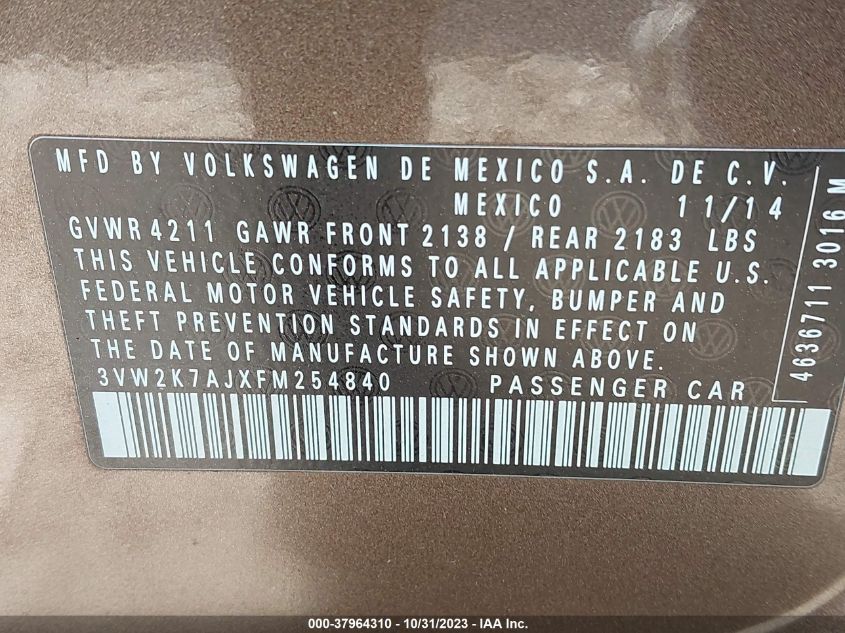 MFD BY VOLKSWAGEN DE MEXICO S.A. DE C.V.
MEXICO 11/14
GVWR 4211 GAWR FRONT 2138 / REAR 2183 LBS
THIS VEHICLE CONFORMS TO ALL APPLICABLE U.S.
FEDERAL MOTOR VEHICLE SAFETY, BUMPER AND
THEFT PREVENTION STANDARDS IN EFFECT ON
THE DATE OF MANUFACTURE SHOWN ABOVE.
3VW2K7AJXFM254840 PASSENGER CAR
4636711 3016 M
000-37964310 - 10/31/2023 - IAA Inc.